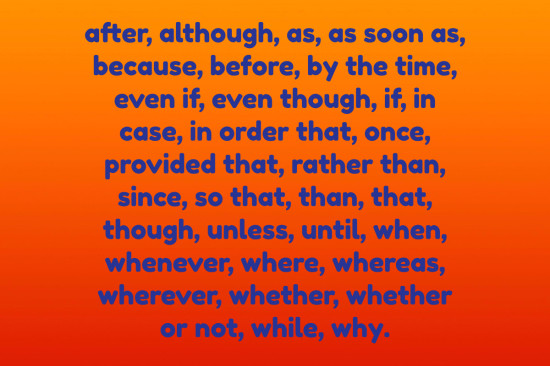 after, although, as, as soon as,
because, before, by the time,
even if, even though, if, in
case, in order that, once,
provided that, rather than,
since, so that, than, that,
though, unless, until, when,
whenever, where, whereas,
wherever, whether, whether
or not, while, why.